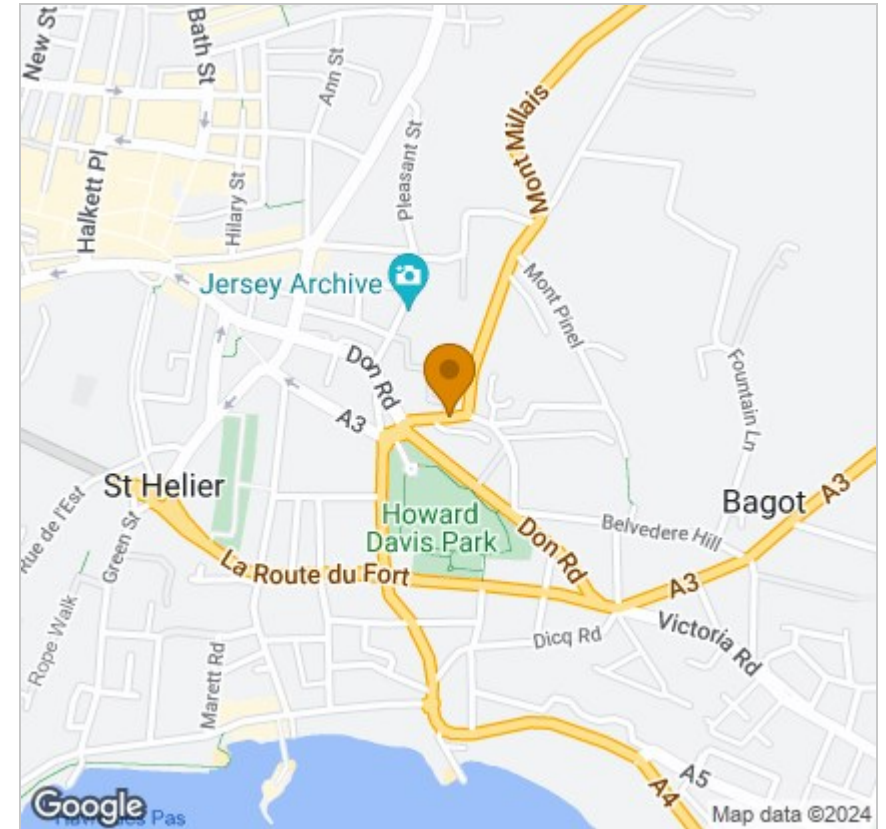 New St
Bath St
Ann St
Mont Millais
Pleasant St
Halkett Pl
Hilary St
Jersey Archive
Mont Pinel
Don Rd
A3
Fountain Ln
St Helier
Howard
Davis Park
Bagot
A3
Rue de l'Est
Green St
Don Rd
Belvedere Hill
La Route du Fort
A3
Rope Walk
Dicq Rd
Victoria Rd
Marett Rd
A5
A4
Google
Pas
Map data ©2024